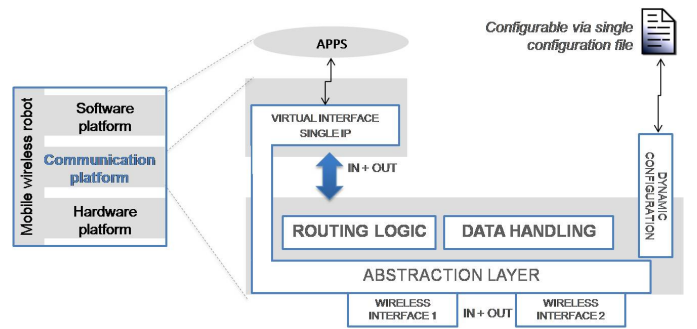 Configurable via single
configuration file
APPS
Mobile wireless robot
Software
platform
Communication
platform
Hardware
platform
VIRTUAL INTERFACE
SINGLE IP
IN + OUT
DYNAMIC
CONFIGURATION
ROUTING LOGIC
DATA HANDLING
ABSTRACTION LAYER
WIRELESS
INTERFACE 1
IN + OUT
WIRELESS
INTERFACE 2